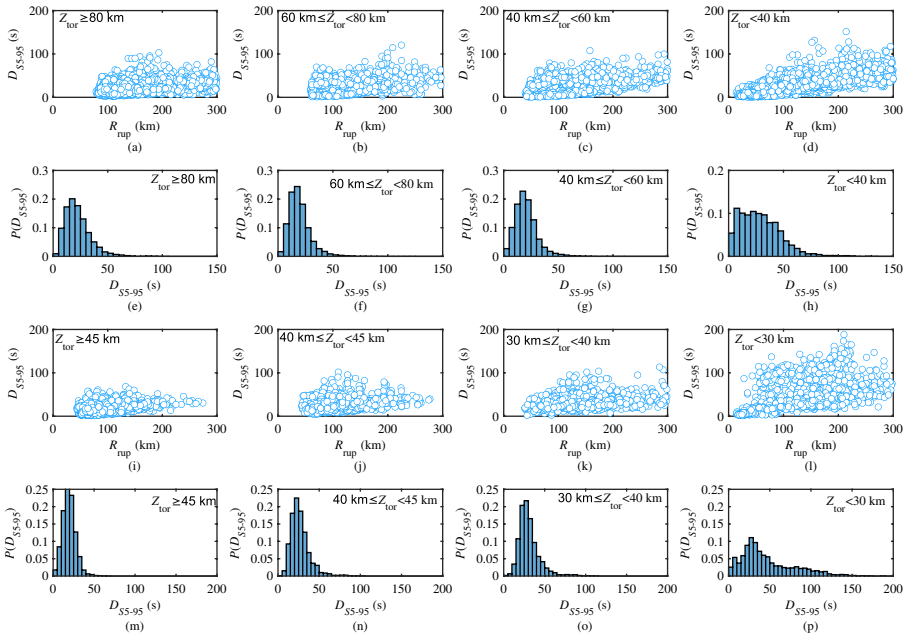 Z_tor ≥80 km
60 km≤Z_tor<80 km
40 km≤Z_tor<60 km
Z_tor<40 km
D_S5-95 (s)
D_S5-95 (s)
D_S5-95 (s)
D_S5-95 (s)
200
100
0
200
100
0
200
100
0
200
100
0
0 100 200 300
0 100 200 300
0 100 200 300
0 100 200 300
R_rup (km)
R_rup (km)
R_rup (km)
R_rup (km)
(a)
(b)
(c)
(d)
Z_tor≥80 km
60 km≤Z_tor<80 km
40 km≤Z_tor<60 km
Z_tor<40 km
P(D_S5-95)
P(D_S5-95)
P(D_S5-95)
P(D_S5-95)
0.3
0.2
0.1
0
0.3
0.2
0.1
0
0.3
0.2
0.1
0
0.2
0.1
0
0 50 100 150
0 50 100 150
0 50 100 150
0 50 100 150
D_S5-95 (s)
D_S5-95 (s)
D_S5-95 (s)
D_S5-95 (s)
(e)
(f)
(g)
(h)
Z_tor≥45 km
40 km≤Z_tor<45 km
30 km≤Z_tor<40 km
Z_tor<30 km
D_S5-95 (s)
D_S5-95 (s)
D_S5-95 (s)
D_S5-95 (s)
200
100
0
200
100
0
200
100
0
200
100
0
0 100 200 300
0 100 200 300
0 100 200 300
0 100 200 300
R_rup (km)
R_rup (km)
R_rup (km)
R_rup (km)
(i)
(j)
(k)
(l)
Z_tor≥45 km
40 km≤Z_tor<45 km
30 km≤Z_tor<40 km
Z_tor<30 km
P(D_S5-95)
P(D_S5-95)
P(D_S5-95)
P(D_S5-95)
0.25
0.2
0.15
0.1
0.05
0
0.25
0.2
0.15
0.1
0.05
0
0.25
0.2
0.15
0.1
0.05
0
0.25
0.2
0.15
0.1
0.05
0
0 50 100 150 200
0 50 100 150 200
0 50 100 150 200
0 50 100 150 200
D_S5-95 (s)
D_S5-95 (s)
D_S5-95 (s)
D_S5-95 (s)
(m)
(n)
(o)
(p)